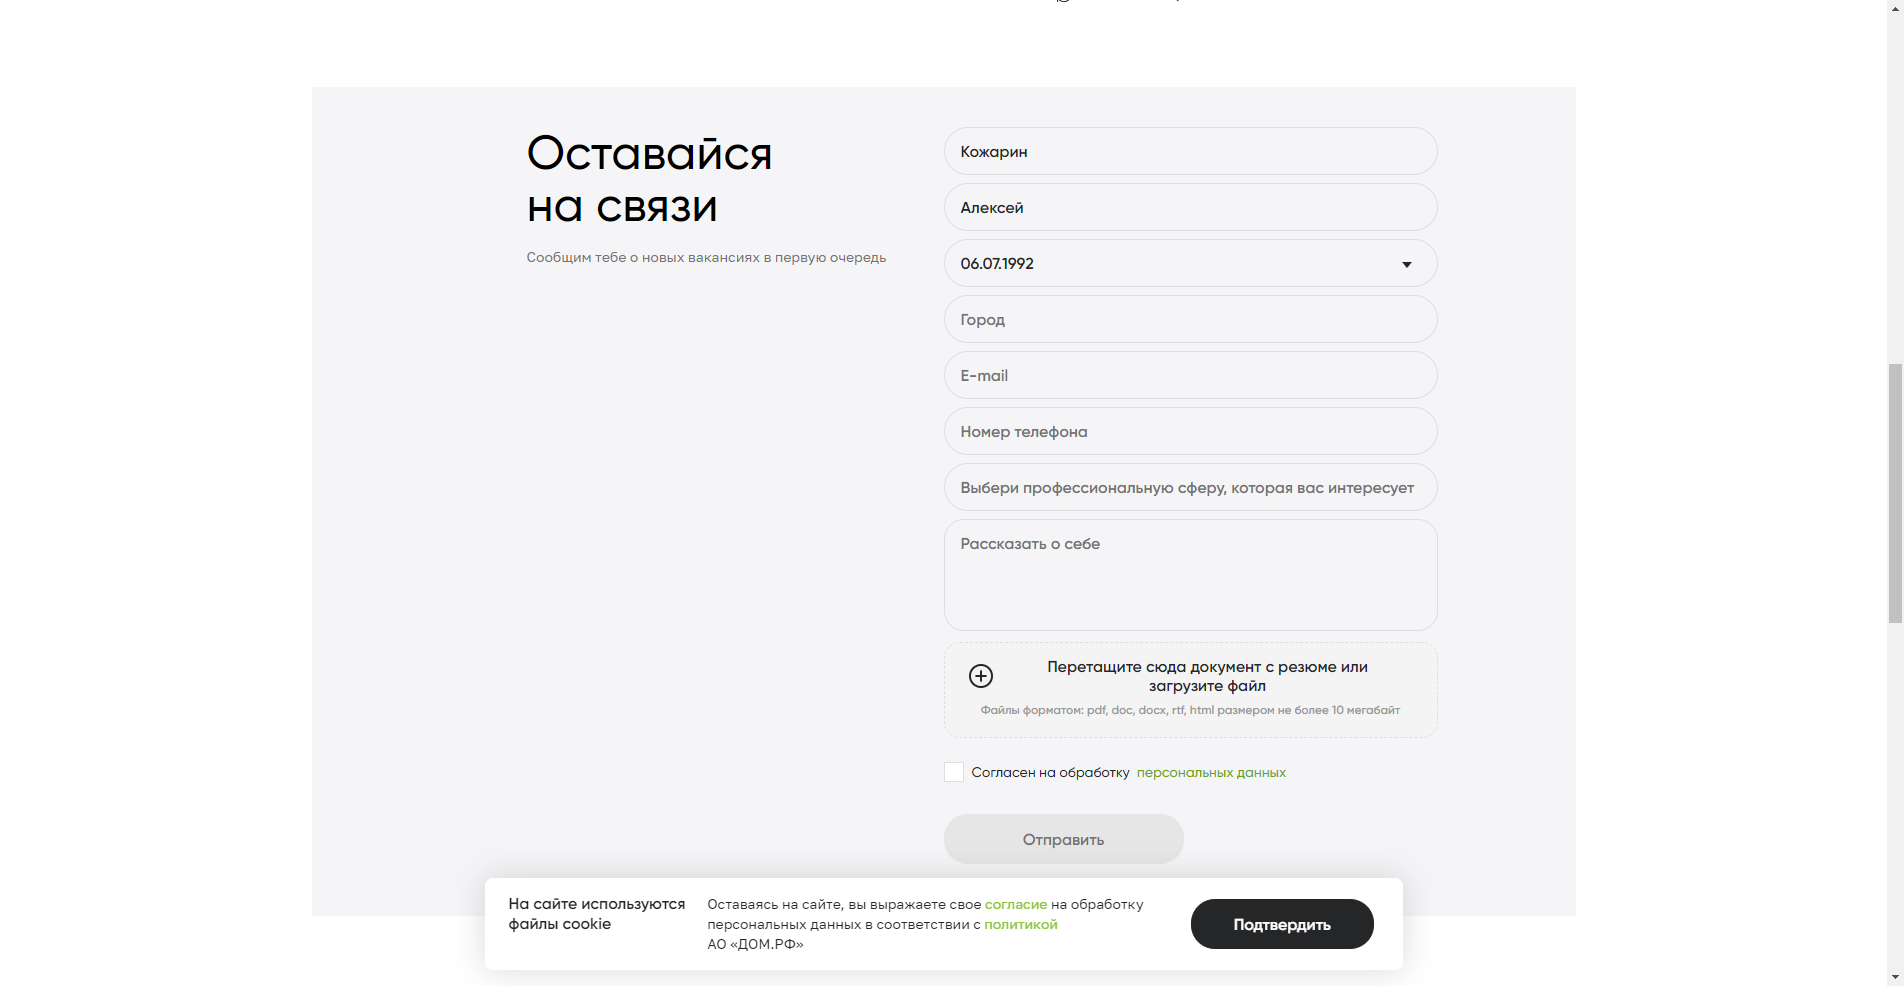 Оставайся
на связи
Сообщим тебе о новых вакансиях в первую очередь
Кожарин
Алексей
06.07.1992
Город
E-mail
Номер телефона
Выбери профессиональную сферу, которая вас интересует
Рассказать о себе
Перетащите сюда документ с резюме или
загрузите файл
Файлы форматом: pdf, doc, docx, rtf, html размером не более 10 мегабайт
Согласен на обработку персональных данных
Отправить
На сайте используются
файлы cookie
Оставаясь на сайте, вы выражаете свое согласие на обработку
персональных данных в соответствии с политикой
АО «ДОМ.РФ»
Подтвердить